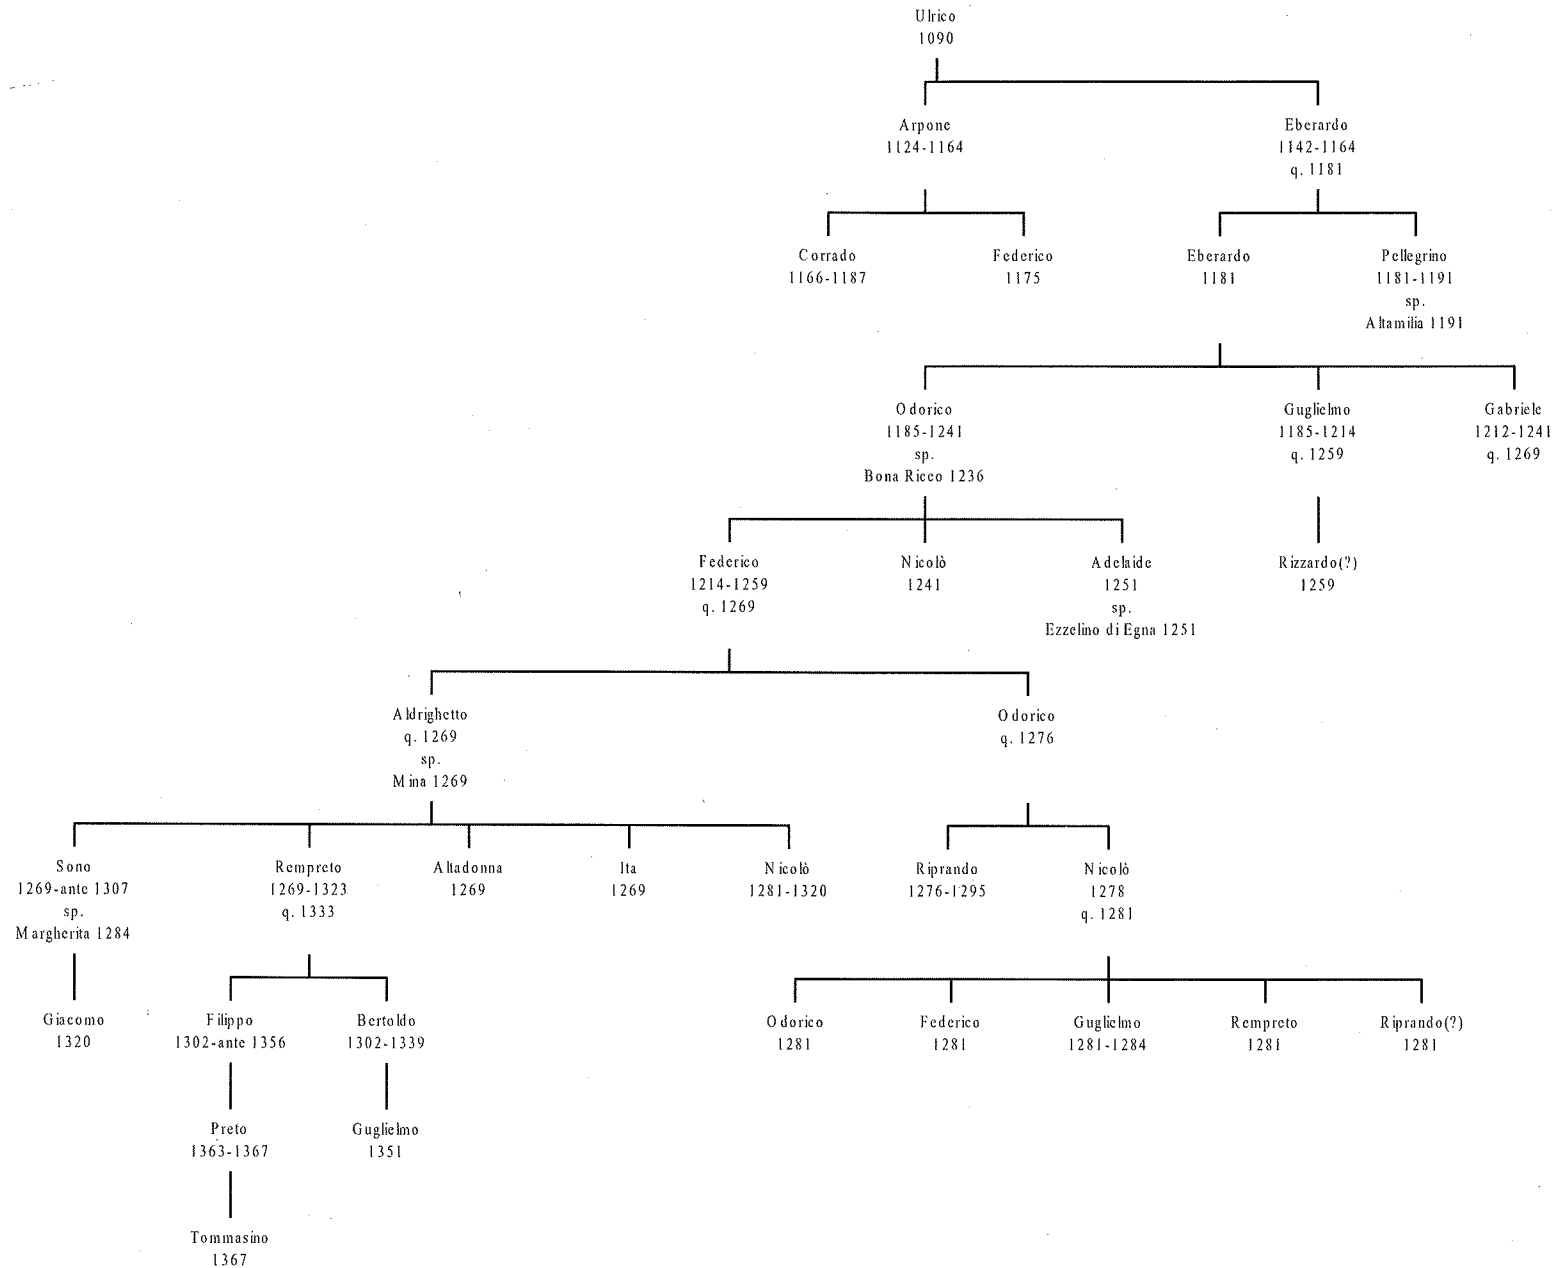 Ulrico
1090
Arpone
1124-1164
Eberardo
1142-1164
q. 1181
Corrado
1166-1187
Federico
1175
Eberardo
1181
Pellegrino
1181-1191
sp.
Altamilia 1191
Odorico
1185-1241
sp.
Bona Ricco 1236
Guglielmo
1185-1214
q. 1259
Gabriele
1212-1241
q. 1269
Federico
1214-1259
q. 1269
Nicolò
1241
Adelaide
1251
sp.
Ezzelino di Egna 1251
Rizzardo(?)
1259
Aldrighetto
q. 1269
sp.
Mina 1269
Odorico
q. 1276
Sono
1269-ante 1307
sp.
Margherita 1284
Rempreto
1269-1323
q. 1333
Altadonna
1269
Ita
1269
Nicolò
1281-1320
Riprando
1276-1295
Nicolò
1278
q. 1281
Giacomo
1320
Filippo
1302-ante 1356
Bertoldo
1302-1339
Odorico
1281
Federico
1281
Guglielmo
1281-1284
Rempreto
1281
Riprando(?)
1281
Preto
1363-1367
Guglielmo
1351
Tommasino
1367